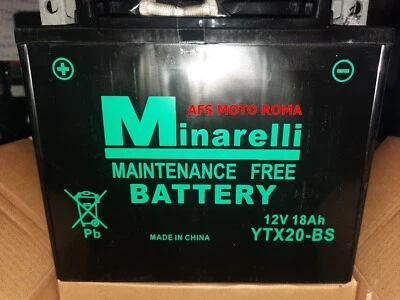 + -
AFS MOTO ROMA
Minarelli
MAINTENANCE FREE
BATTERY
12V 18Ah
YTX20-BS
Pb
MADE IN CHINA